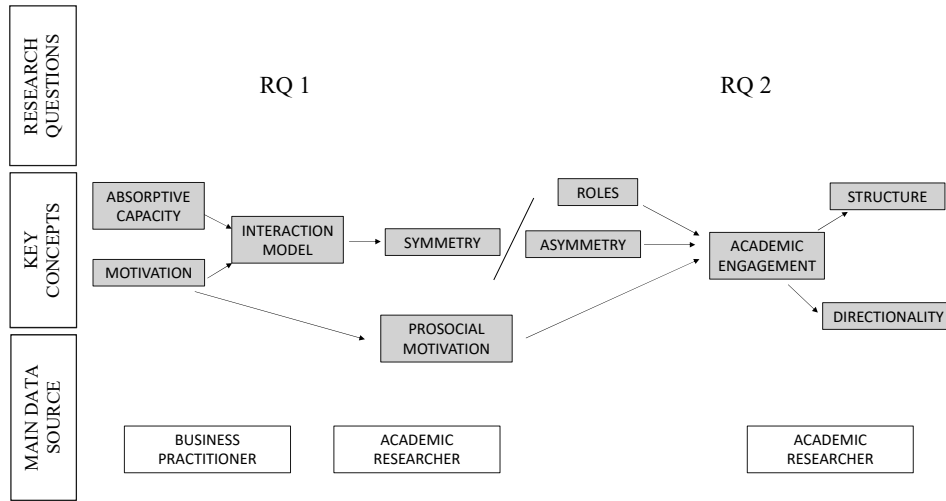 RESEARCH
QUESTIONS
RQ 1
RQ 2
KEY
CONCEPTS
ABSORPTIVE
CAPACITY
MOTIVATION
INTERACTION
MODEL
SYMMETRY
PROSOCIAL
MOTIVATION
ROLES
ASYMMETRY
ACADEMIC
ENGAGEMENT
STRUCTURE
DIRECTIONALITY
MAIN DATA
SOURCE
BUSINESS
PRACTITIONER
ACADEMIC
RESEARCHER
ACADEMIC
RESEARCHER